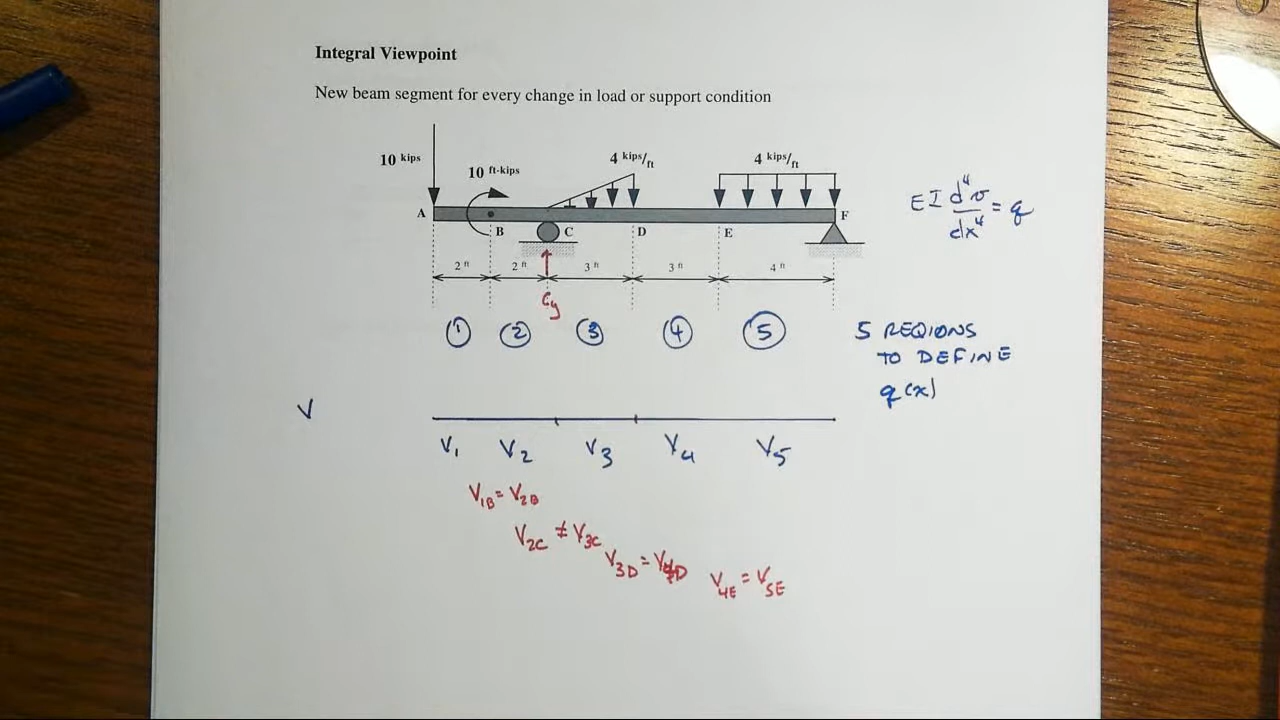 Integral Viewpoint
New beam segment for every change in load or support condition
10 kips
10 ft-kips
4 kips/ft
4 kips/ft
A
B
C
D
E
F
EI d⁴v/dx⁴ = q
2 ft
2 ft
3 ft
3 ft
4 ft
Cy
① ② ③ ④ ⑤
5 REGIONS
TO DEFINE
q(x)
V
V₁ V₂ V₃ V₄ V₅
V1B = V2B
V2C ≠ V3C
V3D = V4D
V4E = V5E